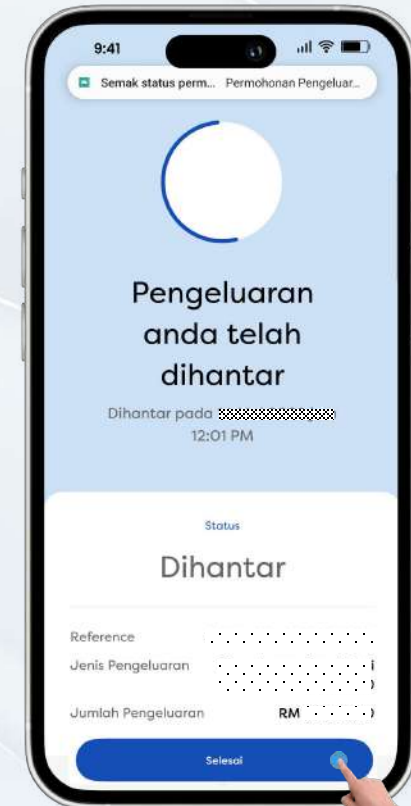 9:41
Semak status perm... Permohonan Pengeluar...
Pengeluaran
anda telah
dihantar
Dihantar pada
12:01 PM
Status
Dihantar
Reference
Jenis Pengeluaran
Jumlah Pengeluaran RM
Selesai